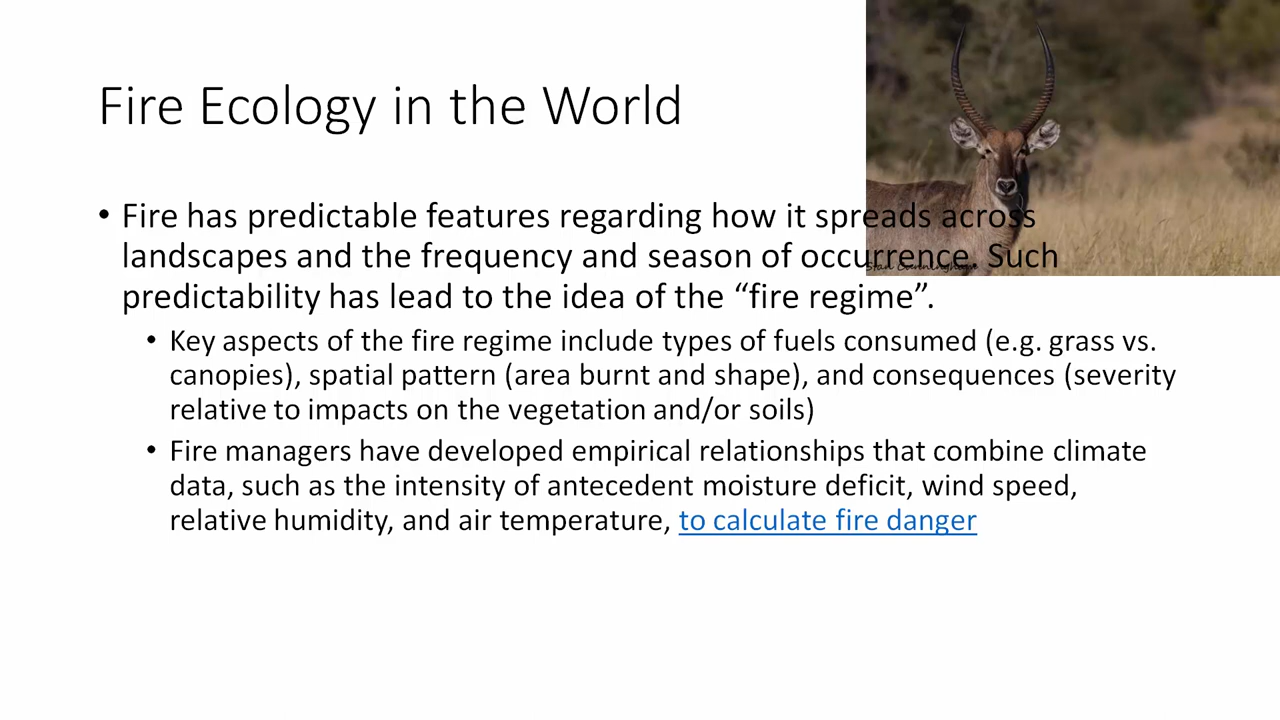 Fire Ecology in the World
• Fire has predictable features regarding how it spreads across
landscapes and the frequency and season of occurrence. Such
predictability has lead to the idea of the “fire regime”.
• Key aspects of the fire regime include types of fuels consumed (e.g. grass vs.
canopies), spatial pattern (area burnt and shape), and consequences (severity
relative to impacts on the vegetation and/or soils)
• Fire managers have developed empirical relationships that combine climate
data, such as the intensity of antecedent moisture deficit, wind speed,
relative humidity, and air temperature, to calculate fire danger